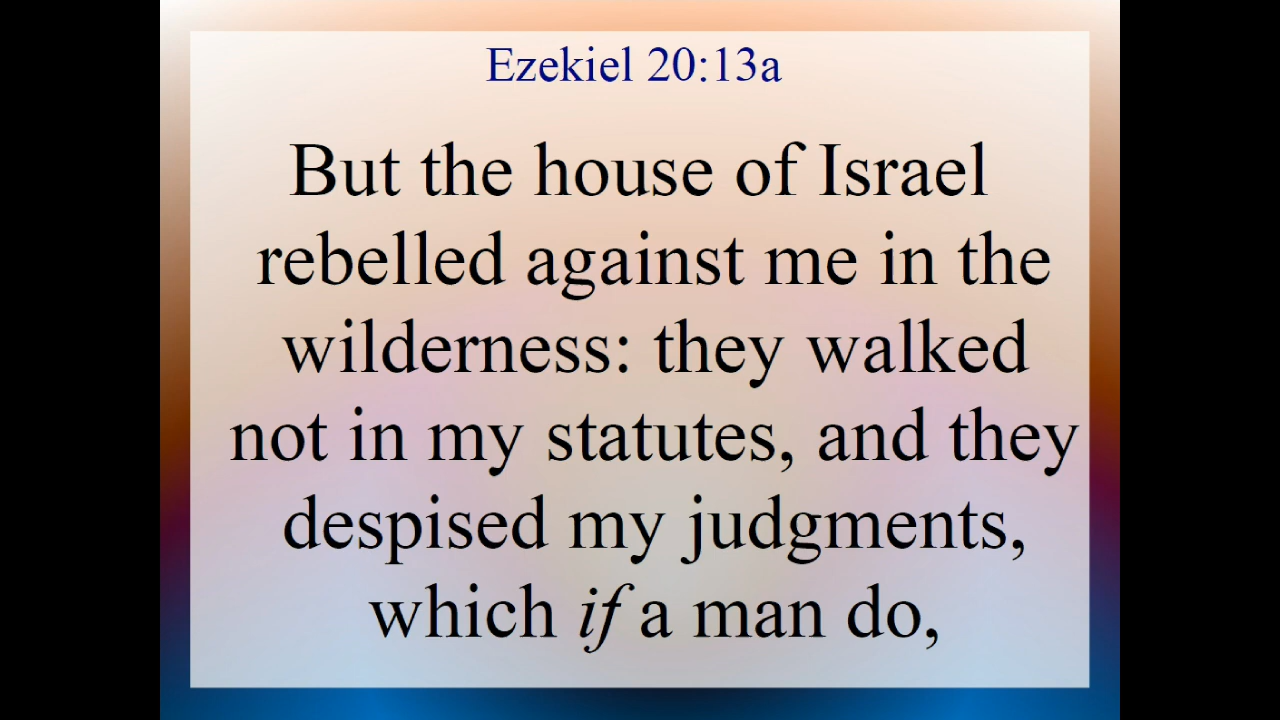 Ezekiel 20:13a
But the house of Israel
rebelled against me in the
wilderness: they walked
not in my statutes, and they
despised my judgments,
which if a man do,